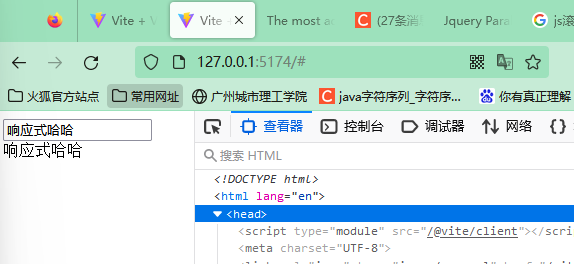 Vite + V
Vite +
The most ac
(27条消息
Jquery Para
js滚
127.0.0.1:5174/#
火狐官方站点
常用网址
广州城市理工学院
java字符序列_字符序...
你有真正理解
响应式哈哈
响应式哈哈
查看器
控制台
调试器
网络
搜索 HTML
<!DOCTYPE html>
<html lang="en">
<head>
<script type="module" src="/@vite/client"></scri
<meta charset="UTF-8">